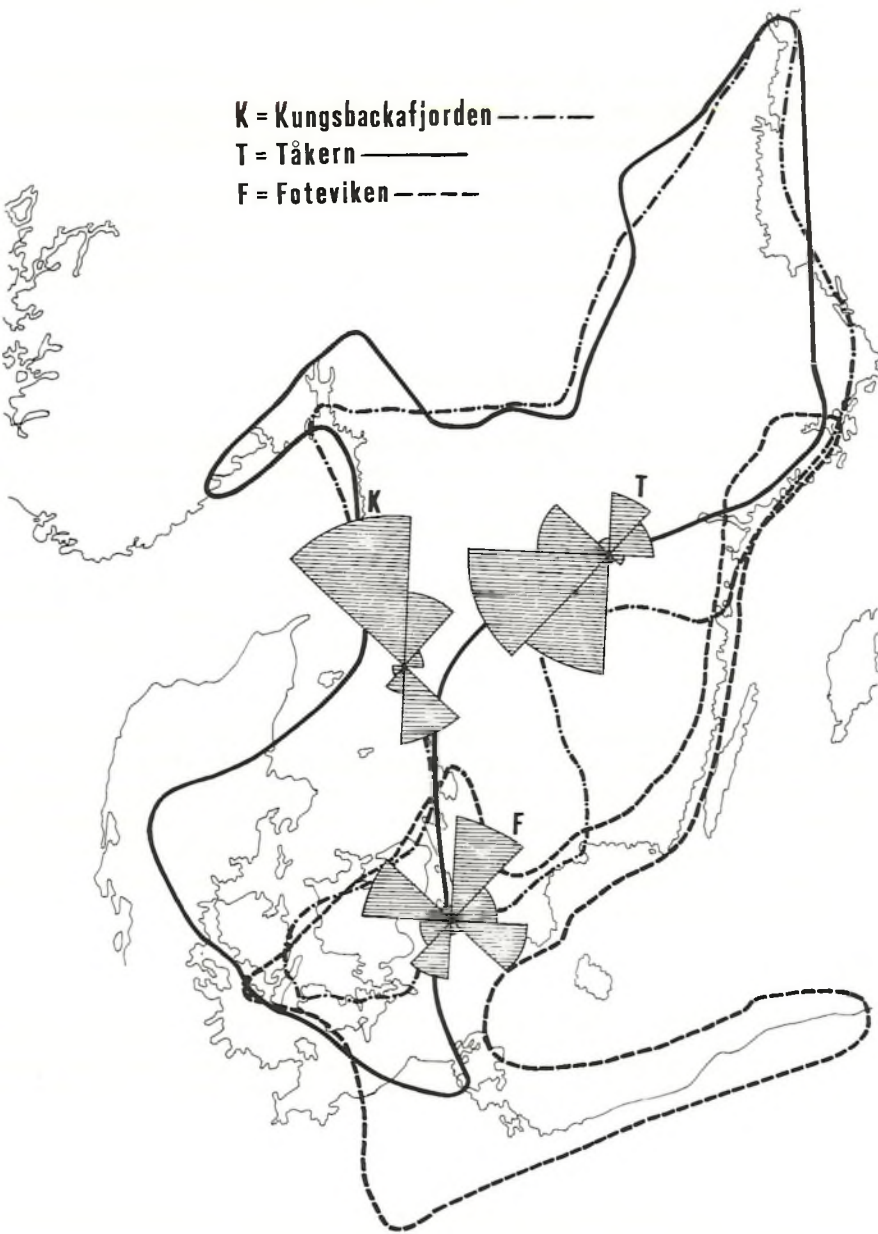 K = Kungsbackafjorden
T = Tåkern
F = Foteviken
T
K
F